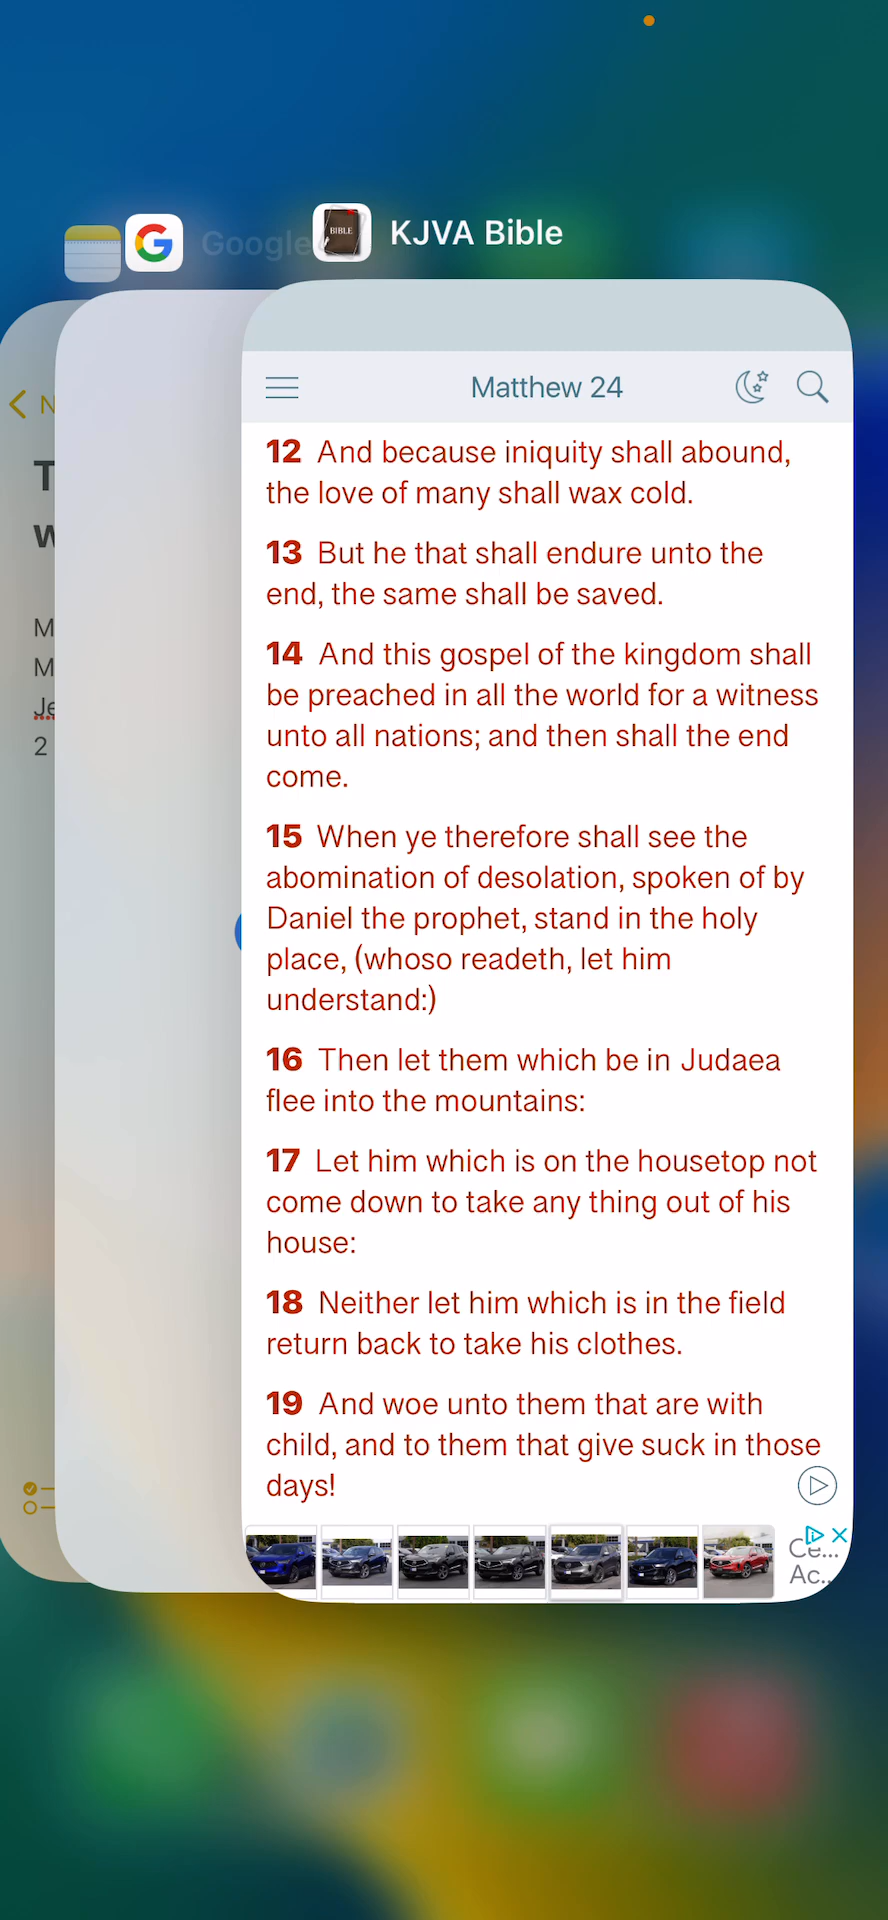 Google
BIBLE
KJVA Bible
N
Matthew 24
T
w
M
M
Je
2
12 And because iniquity shall abound,
the love of many shall wax cold.
13 But he that shall endure unto the
end, the same shall be saved.
14 And this gospel of the kingdom shall
be preached in all the world for a witness
unto all nations; and then shall the end
come.
15 When ye therefore shall see the
abomination of desolation, spoken of by
Daniel the prophet, stand in the holy
place, (whoso readeth, let him
understand:)
16 Then let them which be in Judaea
flee into the mountains:
17 Let him which is on the housetop not
come down to take any thing out of his
house:
18 Neither let him which is in the field
return back to take his clothes.
19 And woe unto them that are with
child, and to them that give suck in those
days!
Ce...
Ac...